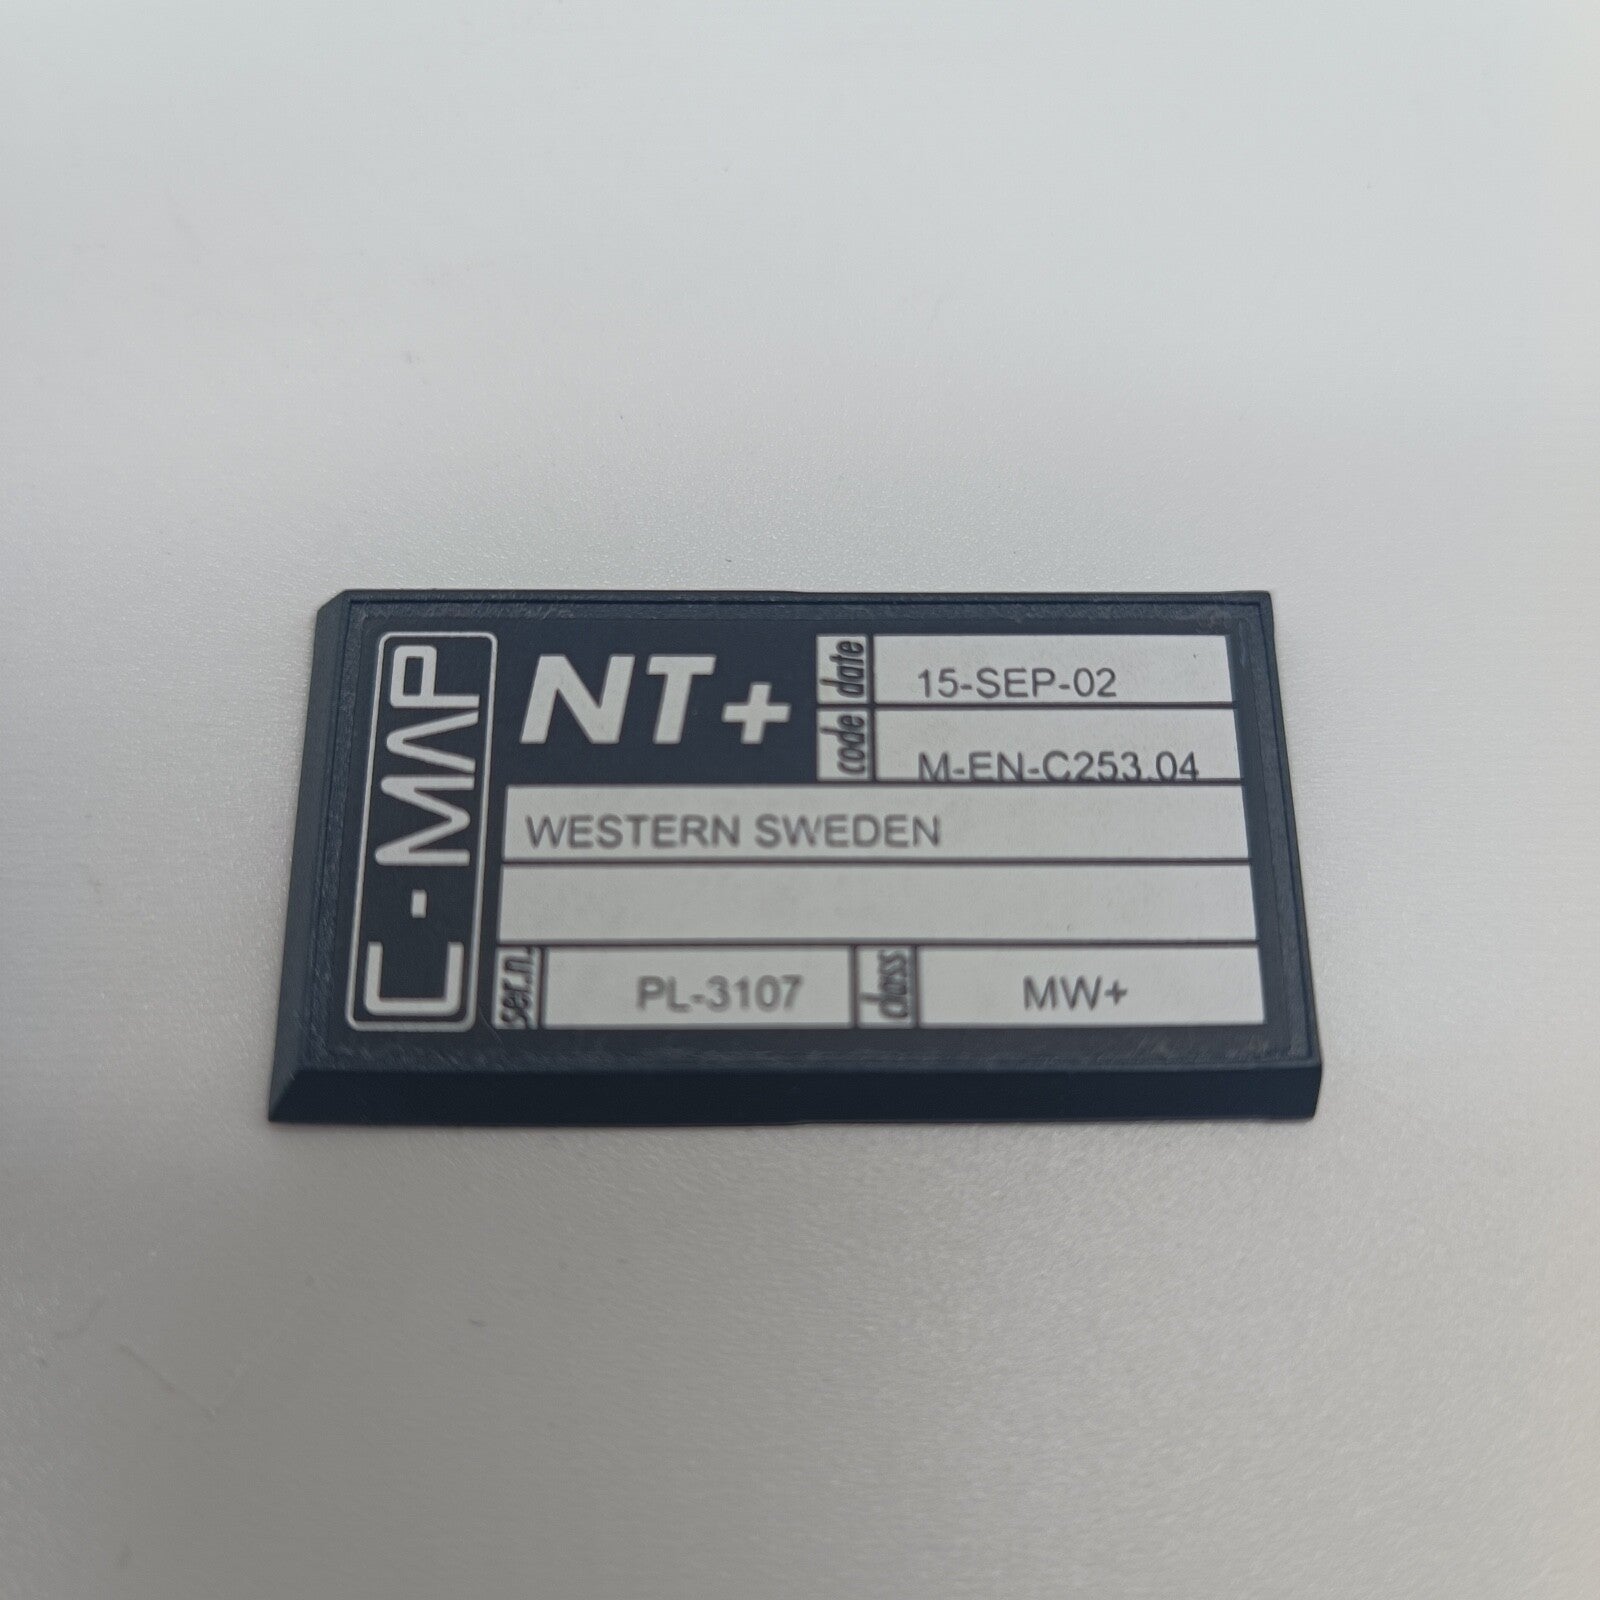 C-MAP
NT+
date 15-SEP-02
code M-EN-C253.04
WESTERN SWEDEN
ser.n. PL-3107 class MW+